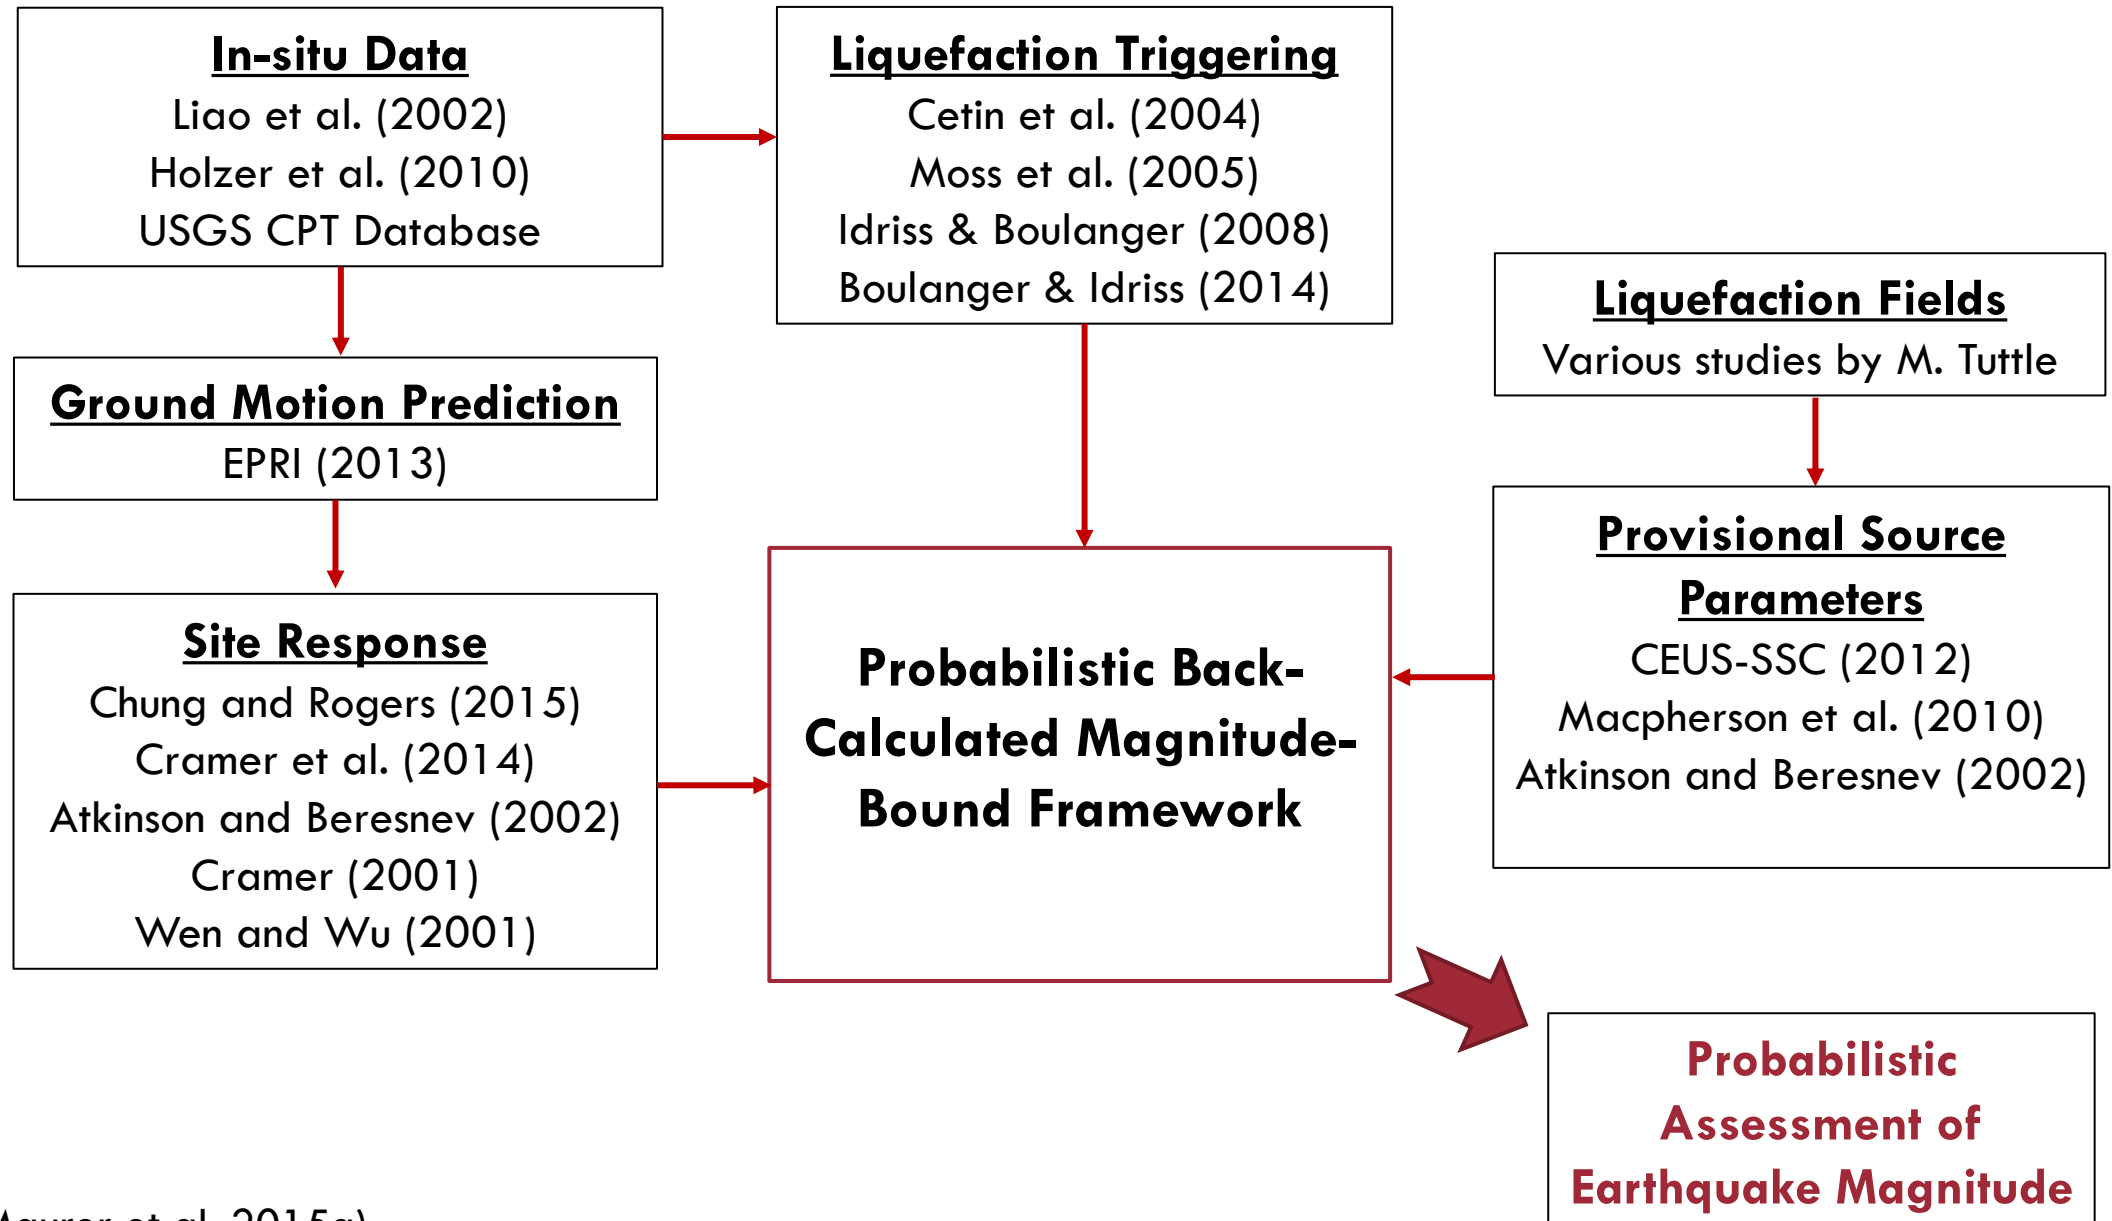 In-situ Data
Liao et al. (2002)
Holzer et al. (2010)
USGS CPT Database
Liquefaction Triggering
Cetin et al. (2004)
Moss et al. (2005)
Idriss & Boulanger (2008)
Boulanger & Idriss (2014)
Liquefaction Fields
Various studies by M. Tuttle
Ground Motion Prediction
EPRI (2013)
Provisional Source
Parameters
CEUS-SSC (2012)
Macpherson et al. (2010)
Atkinson and Beresnev (2002)
Site Response
Chung and Rogers (2015)
Cramer et al. (2014)
Atkinson and Beresnev (2002)
Cramer (2001)
Wen and Wu (2001)
Probabilistic Back-
Calculated Magnitude-
Bound Framework
Probabilistic
Assessment of
Earthquake Magnitude
Maurer et al. 2015a)